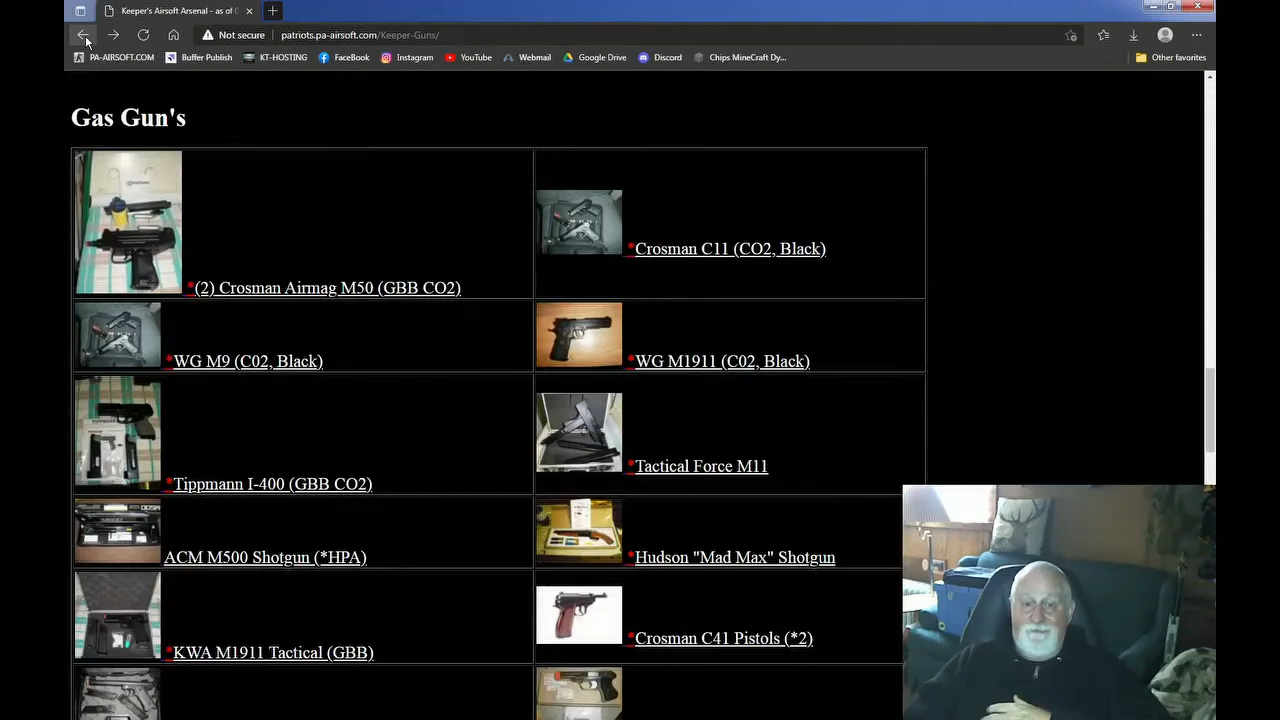 Keeper's Airsoft Arsenal - as of
Not secure patriots.pa-airsoft.com/Keeper-Guns/
PA-AIRSOFT.COM Buffer Publish KT-HOSTING FaceBook Instagram YouTube Webmail Google Drive Discord Chips MineCraft Dy... Other favorites
Gas Gun's
*(2) Crosman Airmag M50 (GBB CO2)
*Crosman C11 (CO2, Black)
*WG M9 (C02, Black)
*WG M1911 (C02, Black)
*Tippmann I-400 (GBB CO2)
*Tactical Force M11
ACM M500 Shotgun (*HPA)
*Hudson "Mad Max" Shotgun
*KWA M1911 Tactical (GBB)
*Crosman C41 Pistols (*2)